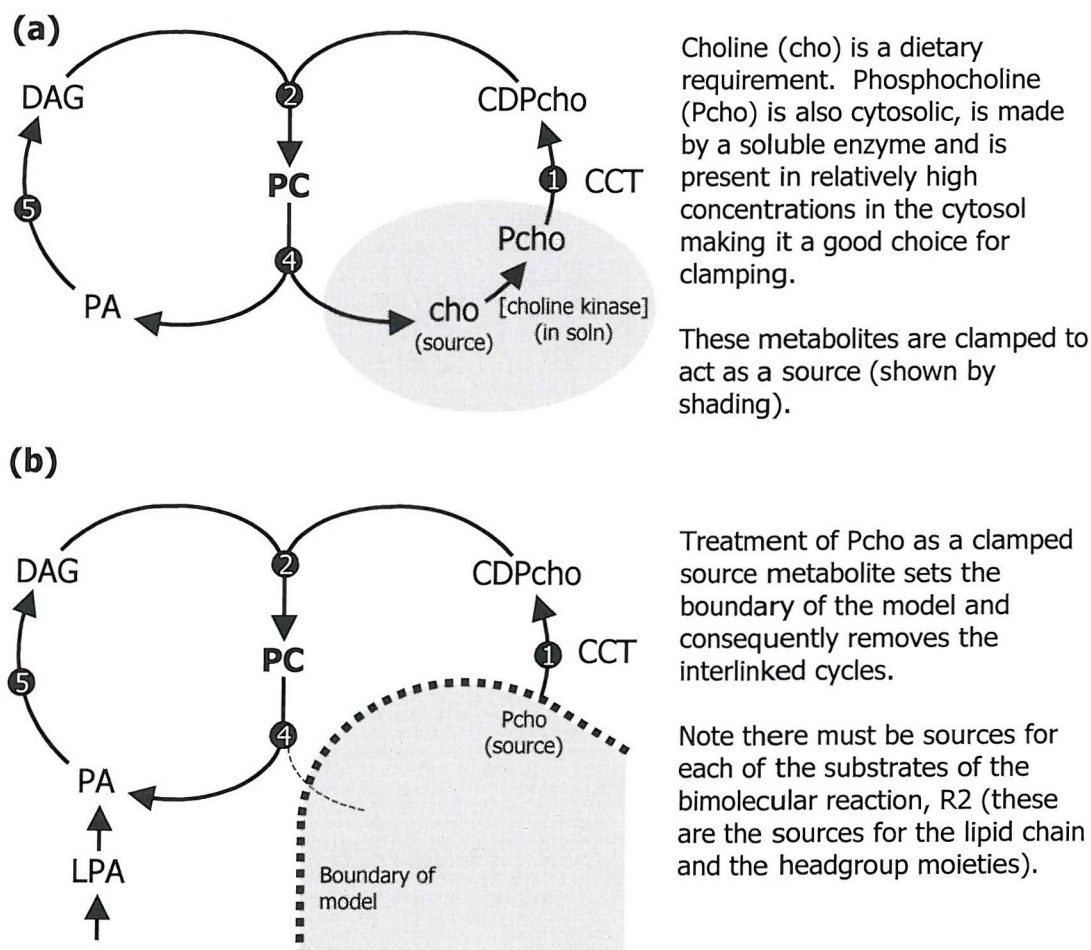 (a)
DAG
2
CDPcho
PC
1 CCT
5
Pcho
4
PA
cho [choline kinase]
(source) (in soln)
Choline (cho) is a dietary
requirement. Phosphocholine
(Pcho) is also cytosolic, is made
by a soluble enzyme and is
present in relatively high
concentrations in the cytosol
making it a good choice for
clamping.
These metabolites are clamped to
act as a source (shown by
shading).
(b)
DAG
2
CDPcho
PC
1 CCT
5
Pcho
(source)
4
PA
LPA
Boundary of
model
Treatment of Pcho as a clamped
source metabolite sets the
boundary of the model and
consequently removes the
interlinked cycles.
Note there must be sources for
each of the substrates of the
bimolecular reaction, R2 (these
are the sources for the lipid chain
and the headgroup moieties).